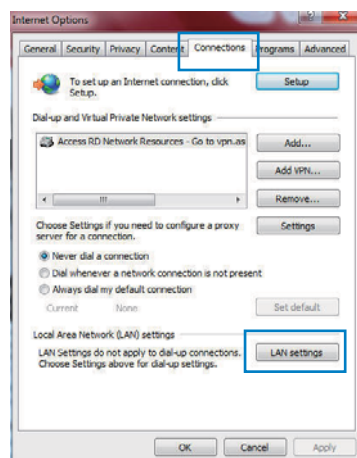 Internet Options
General Security Privacy Content Connections Programs Advanced
To set up an Internet connection, click Setup.
Setup
Dial-up and Virtual Private Network settings
Access RD Network Resources - Go to vpn.as
Add...
Add VPN...
Remove...
Choose Settings if you need to configure a proxy
server for a connection.
Settings
Never dial a connection
Dial whenever a network connection is not present
Always dial my default connection
Current None
Set default
Local Area Network (LAN) settings
LAN Settings do not apply to dial-up connections.
Choose Settings above for dial-up settings.
LAN settings
OK Cancel Apply